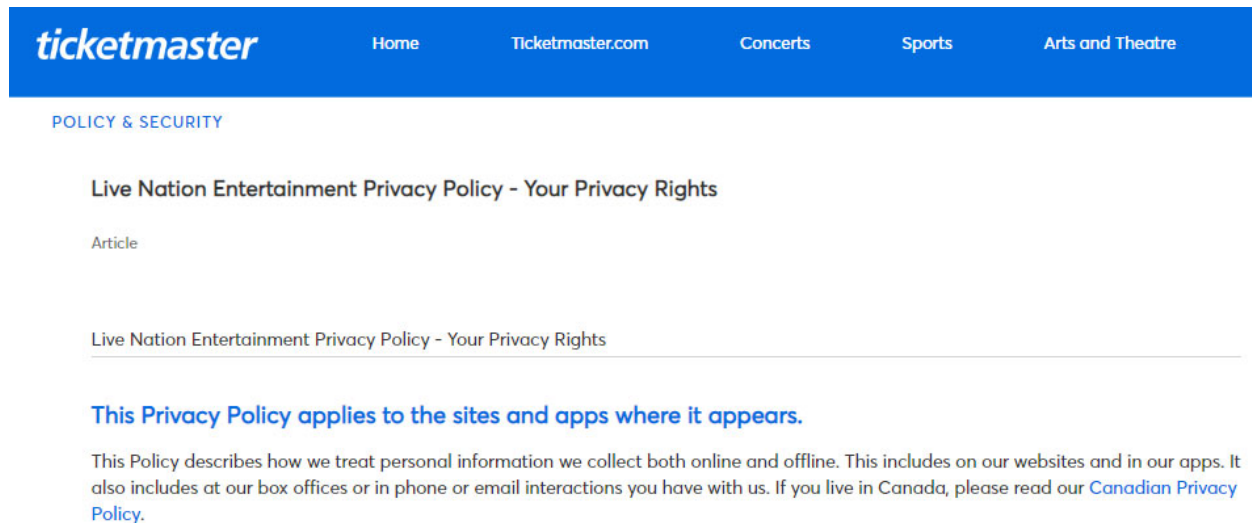 ticketmaster Home Ticketmaster.com Concerts Sports Arts and Theatre
POLICY & SECURITY
Live Nation Entertainment Privacy Policy - Your Privacy Rights
Article
Live Nation Entertainment Privacy Policy - Your Privacy Rights
This Privacy Policy applies to the sites and apps where it appears.
This Policy describes how we treat personal information we collect both online and offline. This includes on our websites and in our apps. It
also includes at our box offices or in phone or email interactions you have with us. If you live in Canada, please read our Canadian Privacy
Policy.